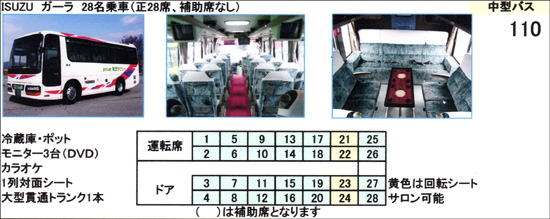 ISUZU ガーラ 28名乗車(正28席、補助席なし)
中型バス
110
冷蔵庫・ポット
モニター3台(DVD)
カラオケ
1列対面シート
大型貫通トランク1本
運転席 1 5 9 13 17 21 25
2 6 10 14 18 22 26
ドア 3 7 11 15 19 23 27
4 8 12 16 20 24 28
黄色は回転シート
サロン可能
( )は補助席となります